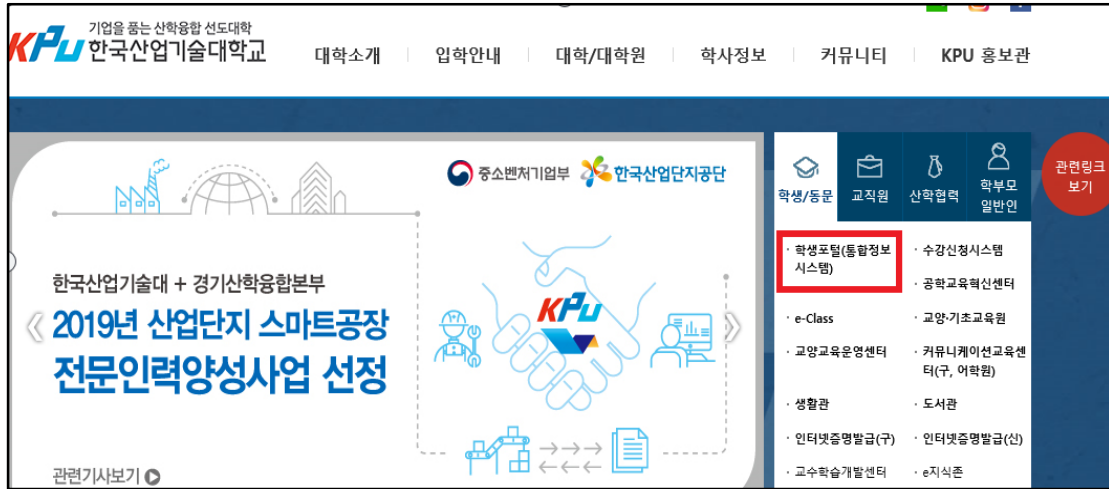 기업을 품는 산학융합 선도대학
KPU 한국산업기술대학교
대학소개
입학안내
대학/대학원
학사정보
커뮤니티
KPU 홍보관
중소벤처기업부
한국산업단지공단
한국산업기술대 + 경기산학융합본부
2019년 산업단지 스마트공장
전문인력양성사업 선정
관련기사보기
KPU
학생/동문
교직원
산학협력
학부모
일반인
관련링크
보기
· 학생포털(통합정보
시스템)
· 수강신청시스템
· 공학교육혁신센터
· e-Class
· 교양·기초교육원
· 교양교육운영센터
· 커뮤니케이션교육센
터(구, 어학원)
· 생활관
· 도서관
· 인터넷증명발급(구)
· 인터넷증명발급(신)
· 교수학습개발센터
· e지식존